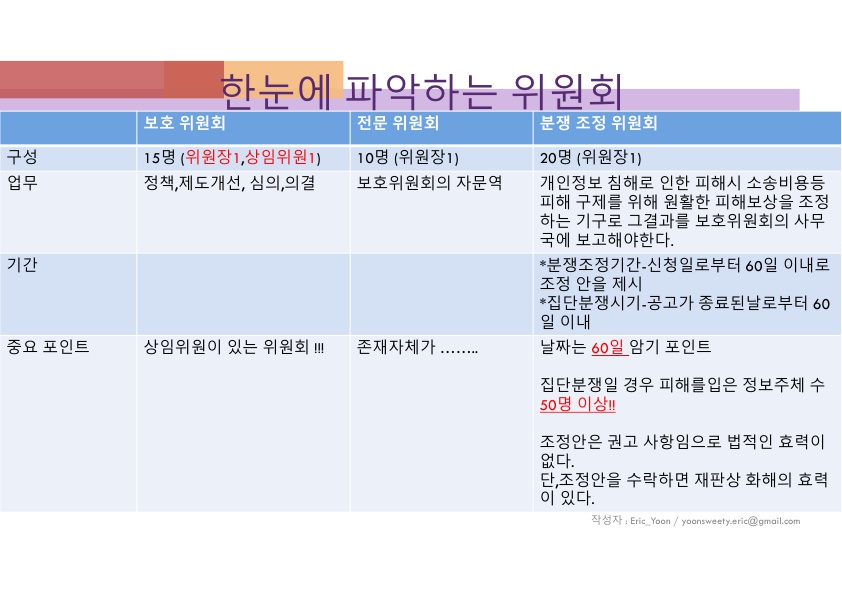 한눈에 파악하는 위원회
보호 위원회 전문 위원회 분쟁 조정 위원회
구성 15명 (위원장1,상임위원1) 10명 (위원장1) 20명 (위원장1)
업무 정책,제도개선, 심의,의결 보호위원회의 자문역 개인정보 침해로 인한 피해시 소송비용등
피해 구제를 위해 원활한 피해보상을 조정
하는 기구로 그결과를 보호위원회의 사무
국에 보고해야한다.
기간 *분쟁조정기간-신청일로부터 60일 이내로
조정 안을 제시
*집단분쟁시기-공고가 종료된날로부터 60
일 이내
중요 포인트 상임위원이 있는 위원회 !!! 존재자체가 …….. 날짜는 60일 암기 포인트
집단분쟁일 경우 피해를입은 정보주체 수
50명 이상!!
조정안은 권고 사항임으로 법적인 효력이
없다.
단,조정안을 수락하면 재판상 화해의 효력
이 있다.
작성자 : Eric_Yoon / yoonsweety.eric@gmail.com